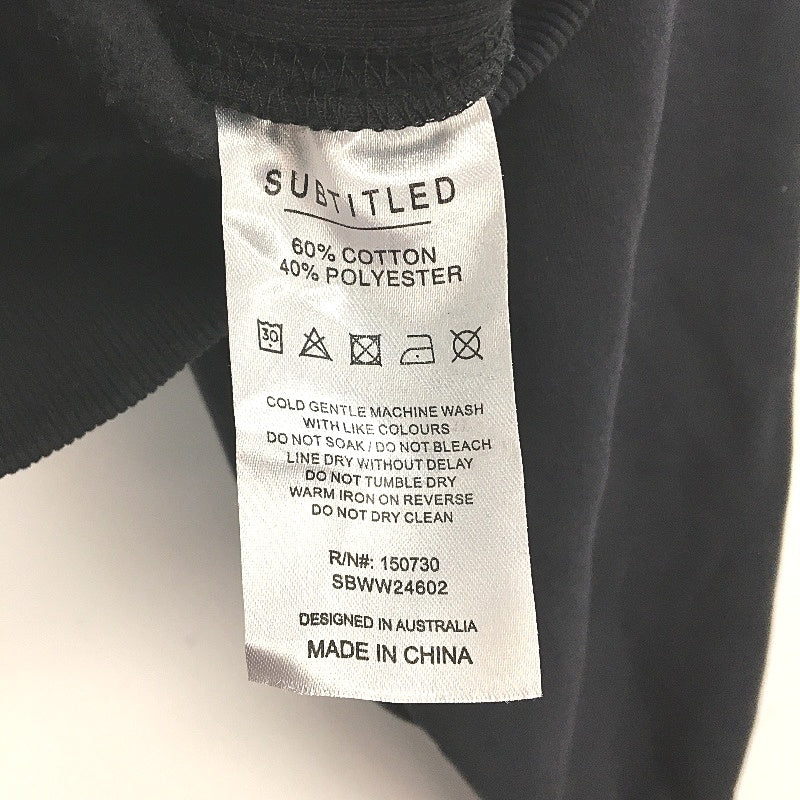 SUBTITLED
60% COTTON
40% POLYESTER
30
COLD GENTLE MACHINE WASH
WITH LIKE COLOURS
DO NOT SOAK / DO NOT BLEACH
LINE DRY WITHOUT DELAY
DO NOT TUMBLE DRY
WARM IRON ON REVERSE
DO NOT DRY CLEAN
R/N#: 150730
SBWW24602
DESIGNED IN AUSTRALIA
MADE IN CHINA